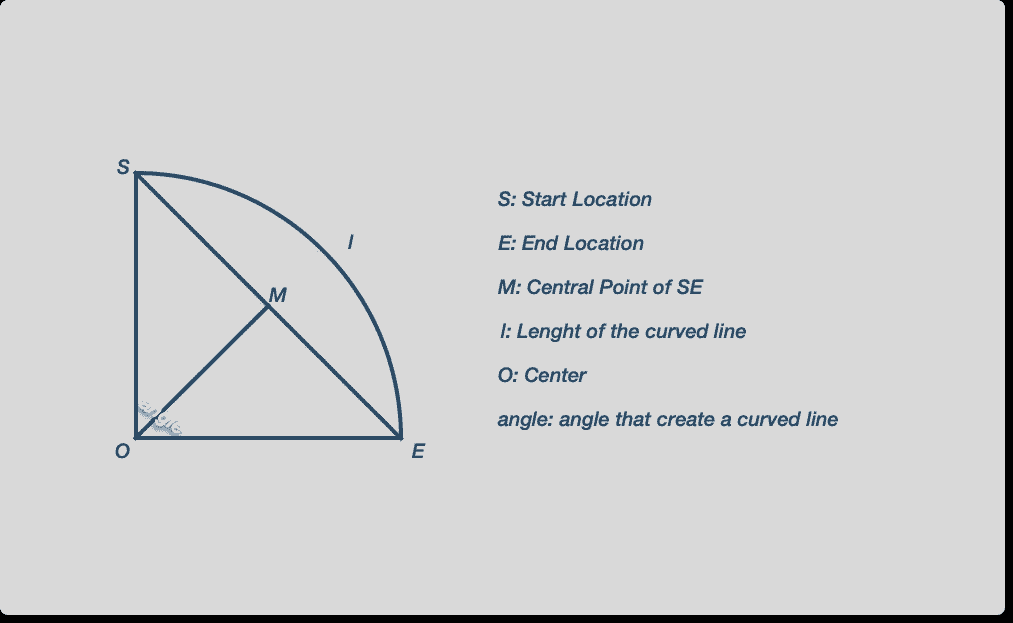 S
l
M
angle
O
E
S: Start Location
E: End Location
M: Central Point of SE
l: Lenght of the curved line
O: Center
angle: angle that create a curved line